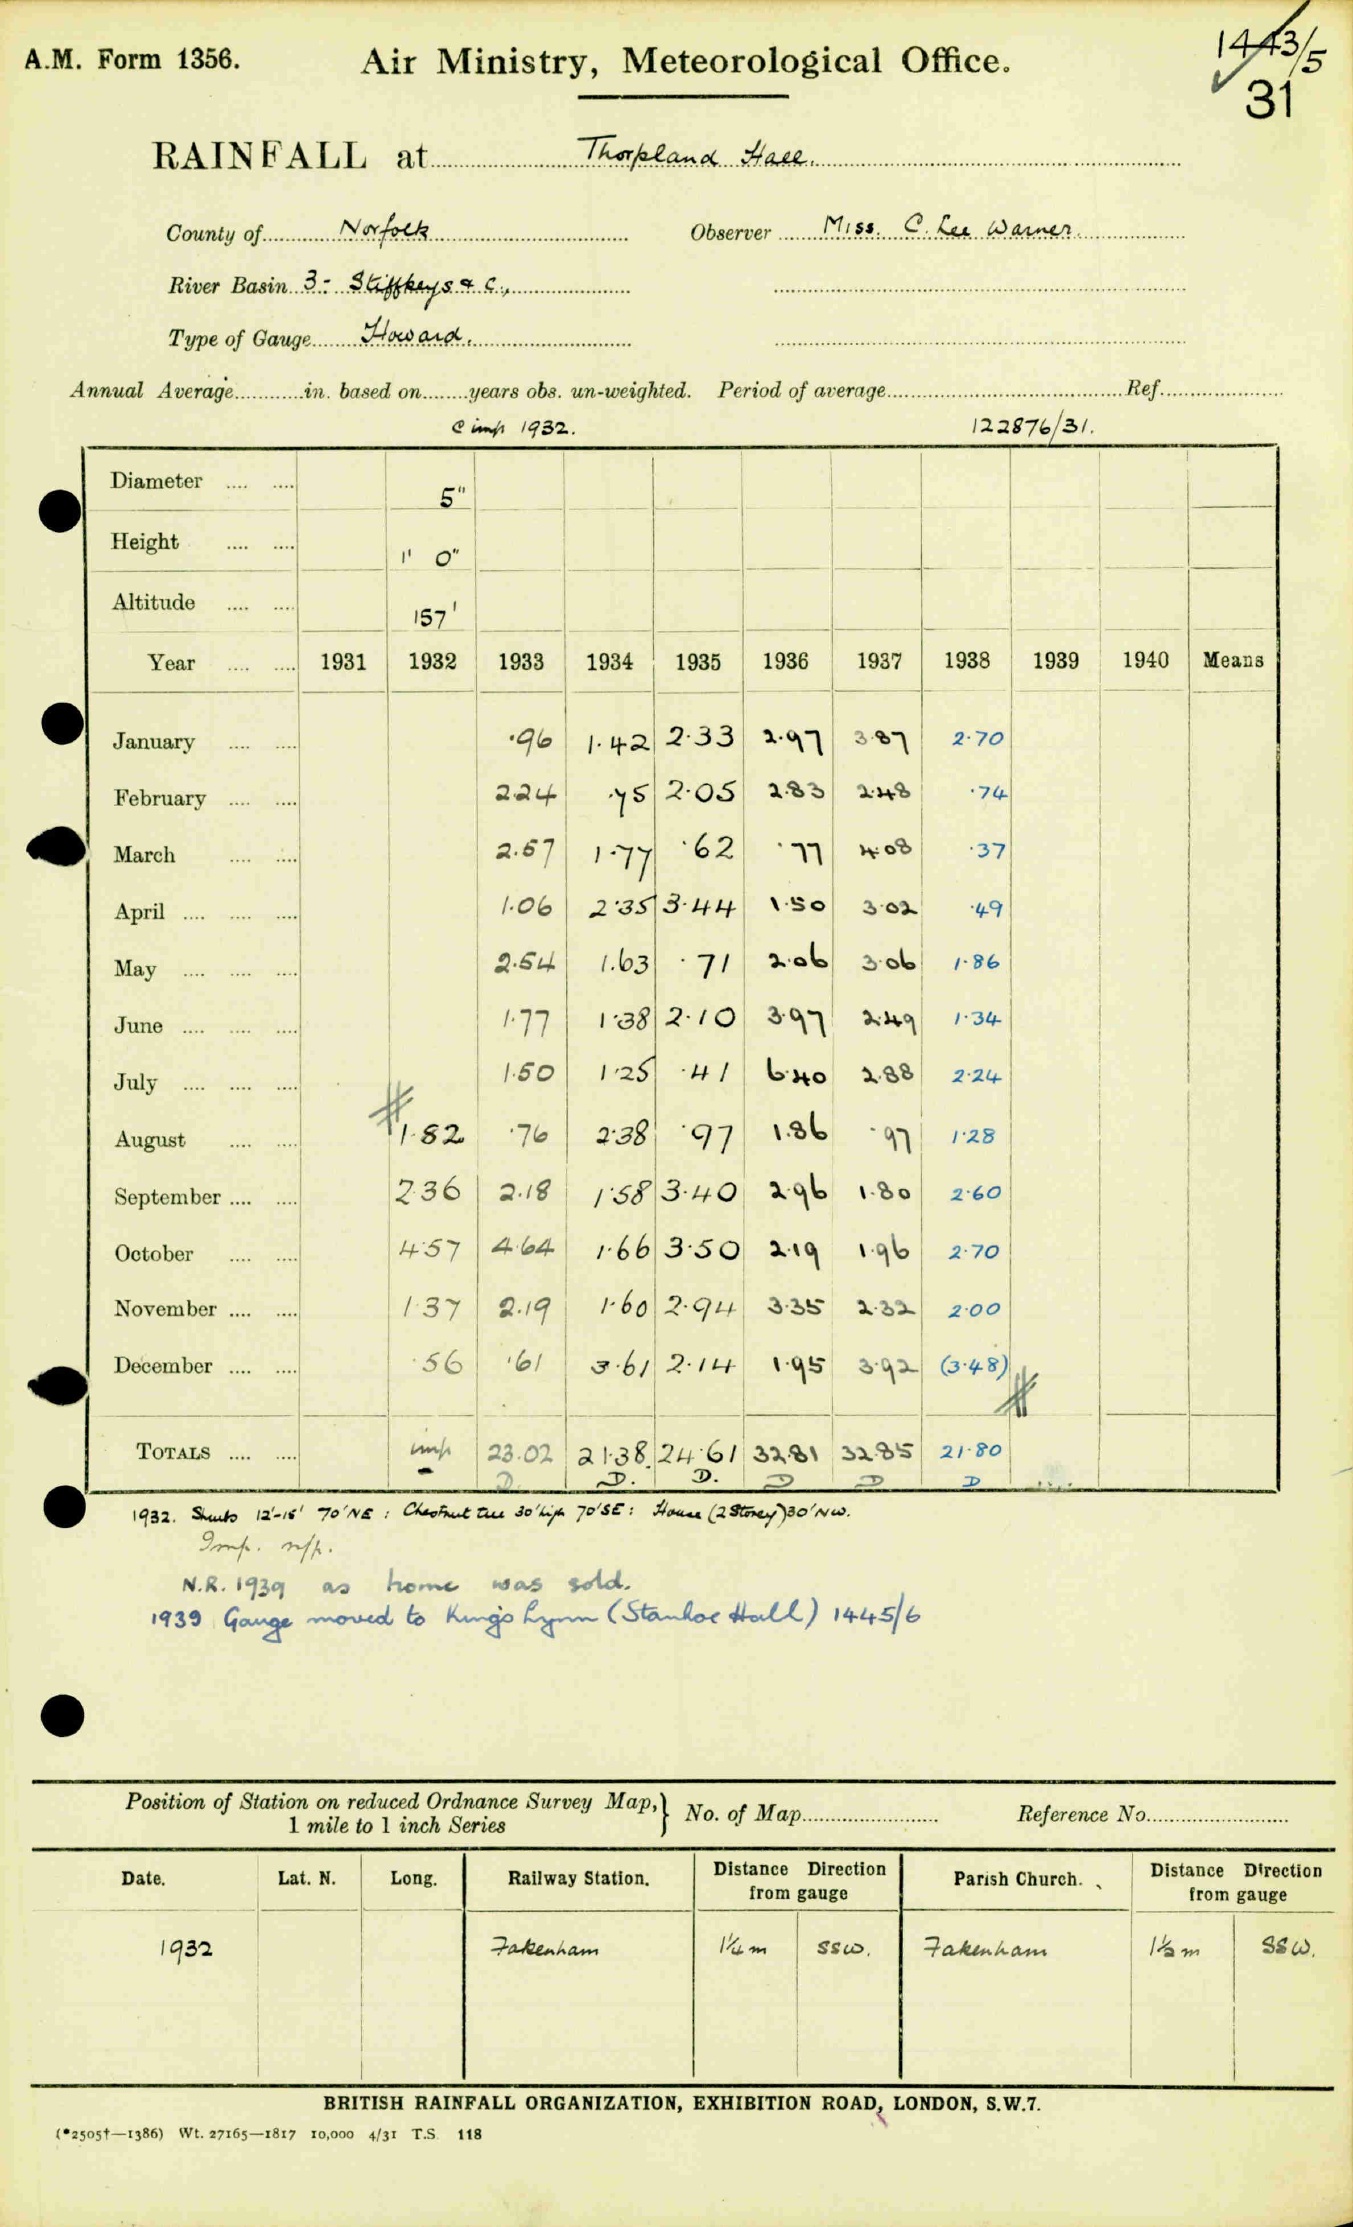 A.M. Form 1356.
Air Ministry, Meteorological Office.
1443/5
31
RAINFALL at Thorpland Hall.
County of Norfolk Observer Miss. C. Lee Warner.
River Basin 3:- Stiffkeys & c.,
Type of Gauge Howard.
Annual Average in. based on years obs. un-weighted. Period of average Ref.
c imp 1932. 122876/31.
Diameter 5"
Height 1' 0"
Altitude 157'
Year 1931 1932 1933 1934 1935 1936 1937 1938 1939 1940 Means
January ·96 1·42 2·33 2·97 3·87 2·70
February 2·24 ·75 2·05 2·83 2·48 ·74
March 2·57 1·77 ·62 ·77 4·08 ·37
April 1·06 2·35 3·44 1·50 3·02 ·49
May 2·54 1·63 ·71 2·06 3·06 1·86
June 1·77 1·38 2·10 3·97 2·49 1·34
July 1·50 1·25 ·41 6·40 2·88 2·24
August 1·82 ·76 2·38 ·97 1·86 ·97 1·28
September 2·36 2·18 1·58 3·40 2·96 1·80 2·60
October 4·57 4·64 1·66 3·50 2·19 1·96 2·70
November 1·37 2·19 1·60 2·94 3·35 2·32 2·00
December ·56 ·61 3·61 2·14 1·95 3·92 (3·48)
TOTALS imp 23·02 21·38 24·61 32·81 32·85 21·80
D. D. D. D D D
1932. Shrubs 12'-15' 70' NE : Chestnut tree 30' high 70' SE : House (2 Storey) 30' NW.
Imp. n/p.
N.R. 1939 as home was sold.
1939 Gauge moved to King's Lynn (Stanhoe Hall) 1445/6
Position of Station on reduced Ordnance Survey Map, 1 mile to 1 inch Series } No. of Map Reference No.
Date. Lat. N. Long. Railway Station. Distance Direction from gauge Parish Church. Distance Direction from gauge
1932 Fakenham 1¼ m SSW. Fakenham 1½ m SSW.
BRITISH RAINFALL ORGANIZATION, EXHIBITION ROAD, LONDON, S.W.7.
(*2505†—1386) Wt. 27165—1817 10,000 4/31 T.S. 118